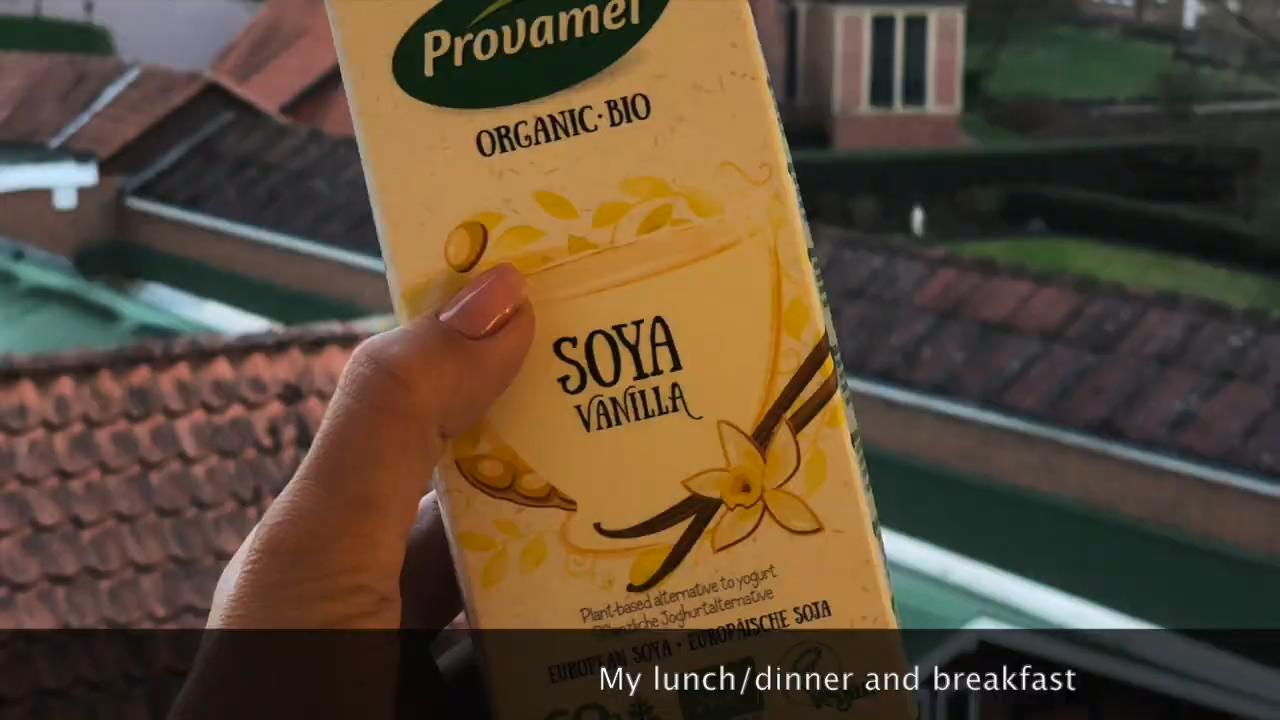 Provamel
ORGANIC·BIO
SOYA
VANILLA
Plant-based alternative to yogurt
Pflanzliche Joghurtalternative
EUROPEAN SOYA · EUROPÄISCHE SOJA
My lunch/dinner and breakfast